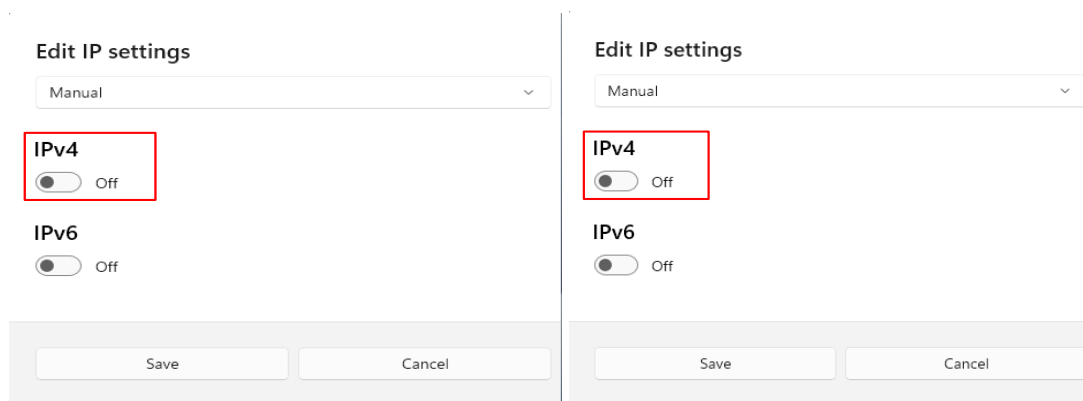 Edit IP settings
Manual
IPv4
Off
IPv6
Off
Save Cancel
Edit IP settings
Manual
IPv4
Off
IPv6
Off
Save Cancel